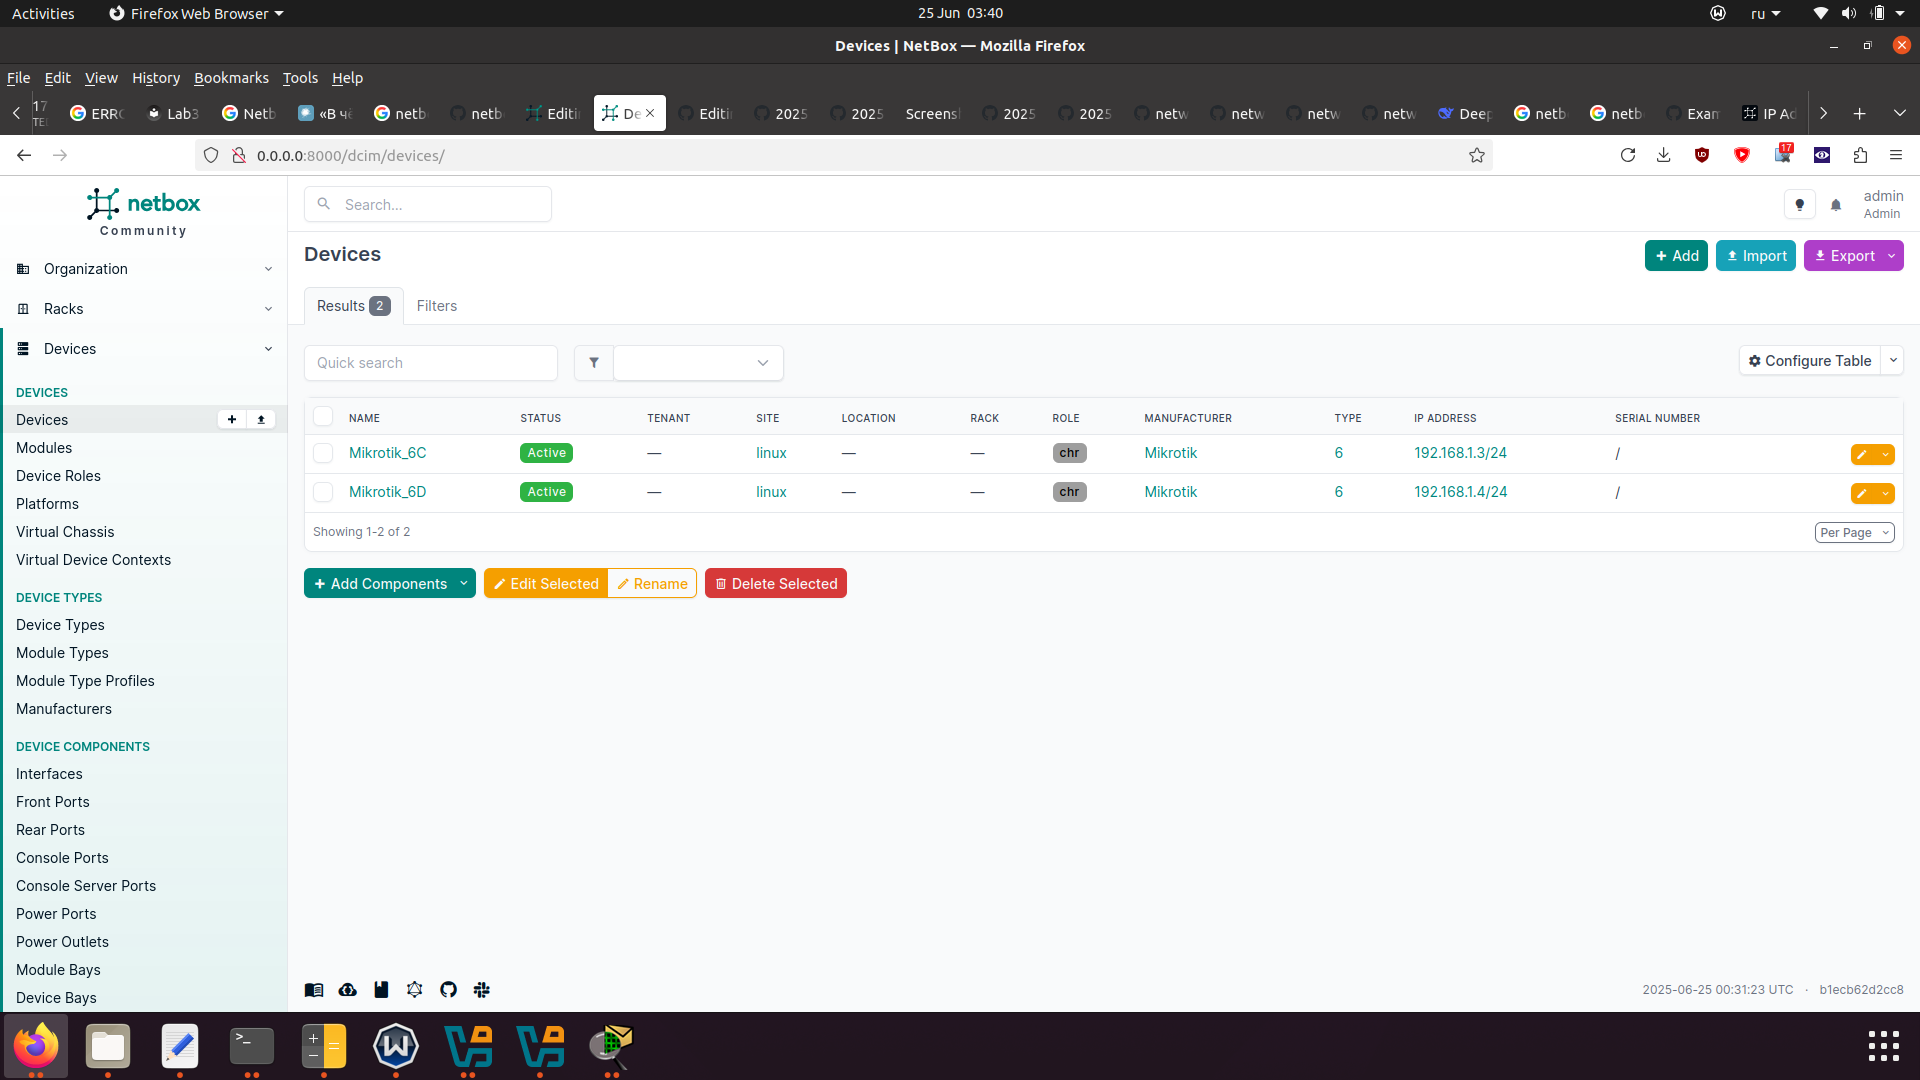 Activities
Firefox Web Browser
25 Jun 03:40
ru
Devices | NetBox — Mozilla Firefox
File Edit View History Bookmarks Tools Help
17
ERRC
Lab3
Netb
«В чё
netb
netb
Editi
De
Editi
2025
2025
Screensl
2025
2025
netw
netw
netw
netw
Deep
netb
netb
Exam
IP Ad
0.0.0.0:8000/dcim/devices/
17
netbox
Community
Search...
admin
Admin
Organization
Racks
Devices
DEVICES
Devices
Modules
Device Roles
Platforms
Virtual Chassis
Virtual Device Contexts
DEVICE TYPES
Device Types
Module Types
Module Type Profiles
Manufacturers
DEVICE COMPONENTS
Interfaces
Front Ports
Rear Ports
Console Ports
Console Server Ports
Power Ports
Power Outlets
Module Bays
Device Bays
Devices
+ Add
Import
Export
Results 2
Filters
Quick search
Configure Table
NAME STATUS TENANT SITE LOCATION RACK ROLE MANUFACTURER TYPE IP ADDRESS SERIAL NUMBER
Mikrotik_6C Active — linux — — chr Mikrotik 6 192.168.1.3/24 /
Mikrotik_6D Active — linux — — chr Mikrotik 6 192.168.1.4/24 /
Showing 1-2 of 2
Per Page
+ Add Components
Edit Selected
Rename
Delete Selected
2025-06-25 00:31:23 UTC · b1ecb62d2cc8